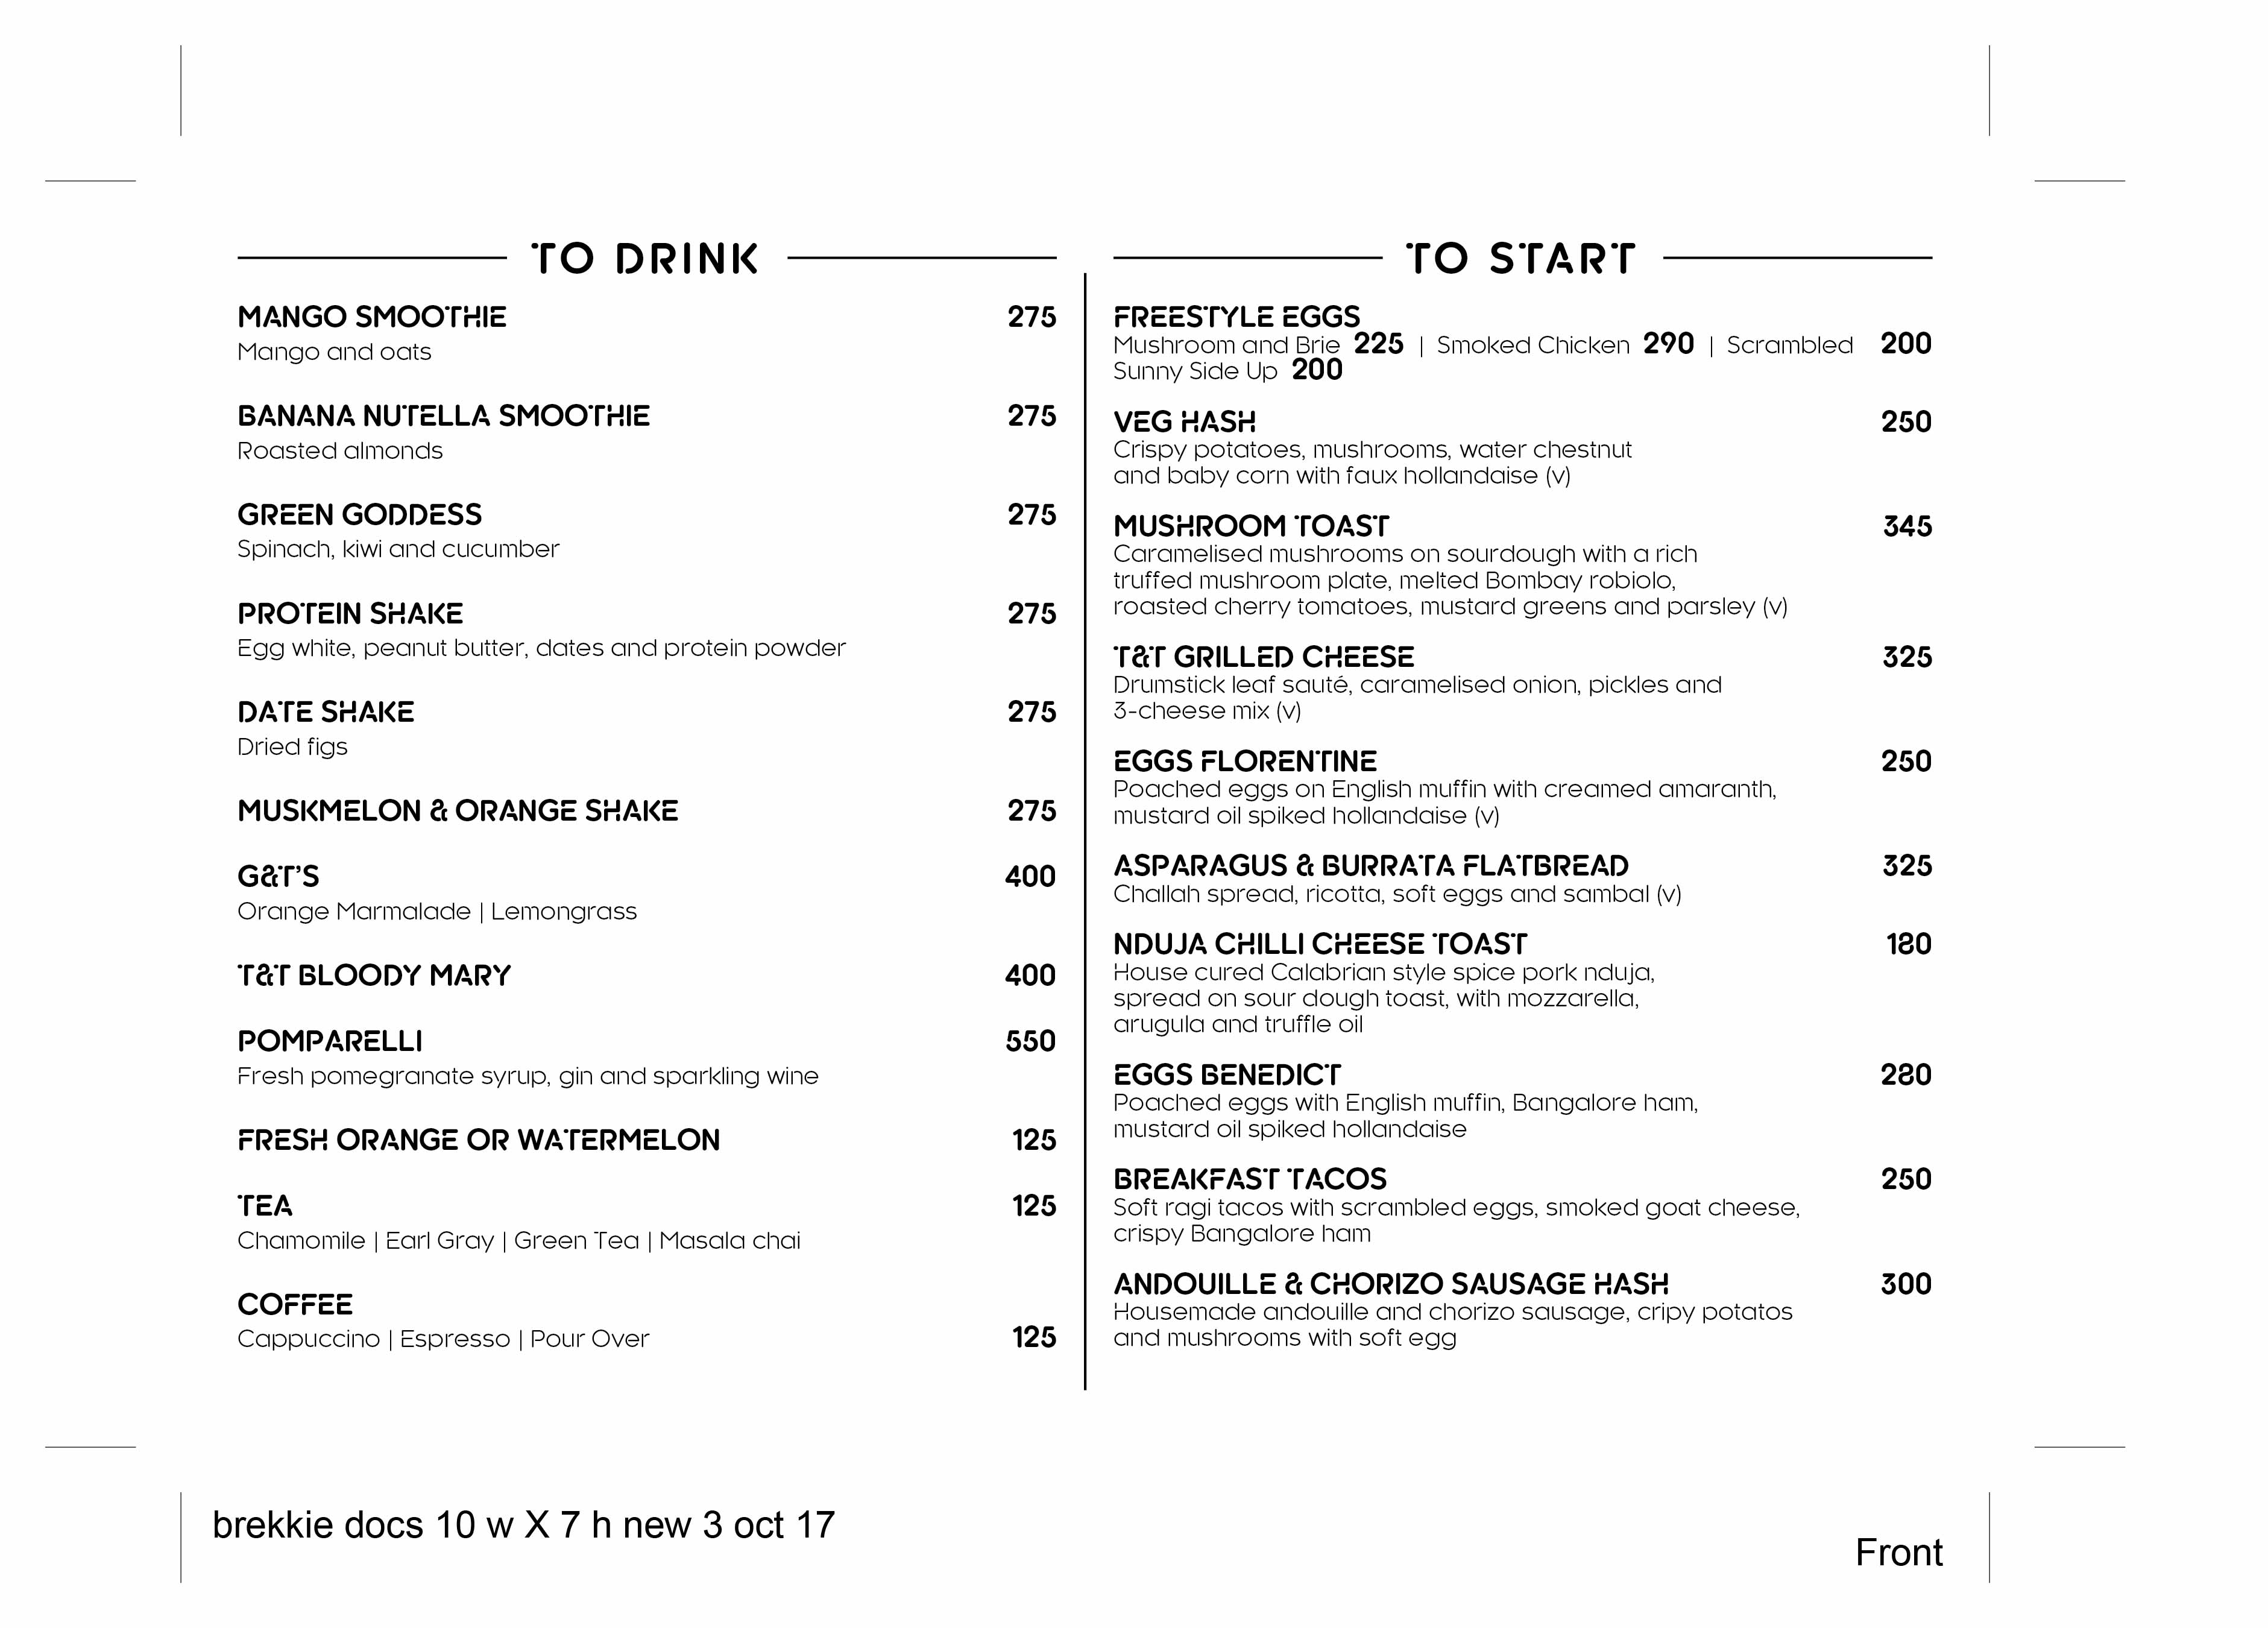 TO DRINK
MANGO SMOOTHIE 275
Mango and oats
BANANA NUTELLA SMOOTHIE 275
Roasted almonds
GREEN GODDESS 275
Spinach, kiwi and cucumber
PROTEIN SHAKE 275
Egg white, peanut butter, dates and protein powder
DATE SHAKE 275
Dried figs
MUSKMELON & ORANGE SHAKE 275
G&T'S 400
Orange Marmalade | Lemongrass
T&T BLOODY MARY 400
POMPARELLI 550
Fresh pomegranate syrup, gin and sparkling wine
FRESH ORANGE OR WATERMELON 125
TEA 125
Chamomile | Earl Gray | Green Tea | Masala chai
COFFEE
Cappuccino | Espresso | Pour Over 125
TO START
FREESTYLE EGGS
Mushroom and Brie 225 | Smoked Chicken 290 | Scrambled 200
Sunny Side Up 200
VEG HASH 250
Crispy potatoes, mushrooms, water chestnut
and baby corn with faux hollandaise (v)
MUSHROOM TOAST 345
Caramelised mushrooms on sourdough with a rich
truffed mushroom plate, melted Bombay robiolo,
roasted cherry tomatoes, mustard greens and parsley (v)
T&T GRILLED CHEESE 325
Drumstick leaf sauté, caramelised onion, pickles and
3-cheese mix (v)
EGGS FLORENTINE 250
Poached eggs on English muffin with creamed amaranth,
mustard oil spiked hollandaise (v)
ASPARAGUS & BURRATA FLATBREAD 325
Challah spread, ricotta, soft eggs and sambal (v)
NDUJA CHILLI CHEESE TOAST 180
House cured Calabrian style spice pork nduja,
spread on sour dough toast, with mozzarella,
arugula and truffle oil
EGGS BENEDICT 280
Poached eggs with English muffin, Bangalore ham,
mustard oil spiked hollandaise
BREAKFAST TACOS 250
Soft ragi tacos with scrambled eggs, smoked goat cheese,
crispy Bangalore ham
ANDOUILLE & CHORIZO SAUSAGE HASH 300
Housemade andouille and chorizo sausage, cripy potatos
and mushrooms with soft egg
brekkie docs 10 w X 7 h new 3 oct 17
Front